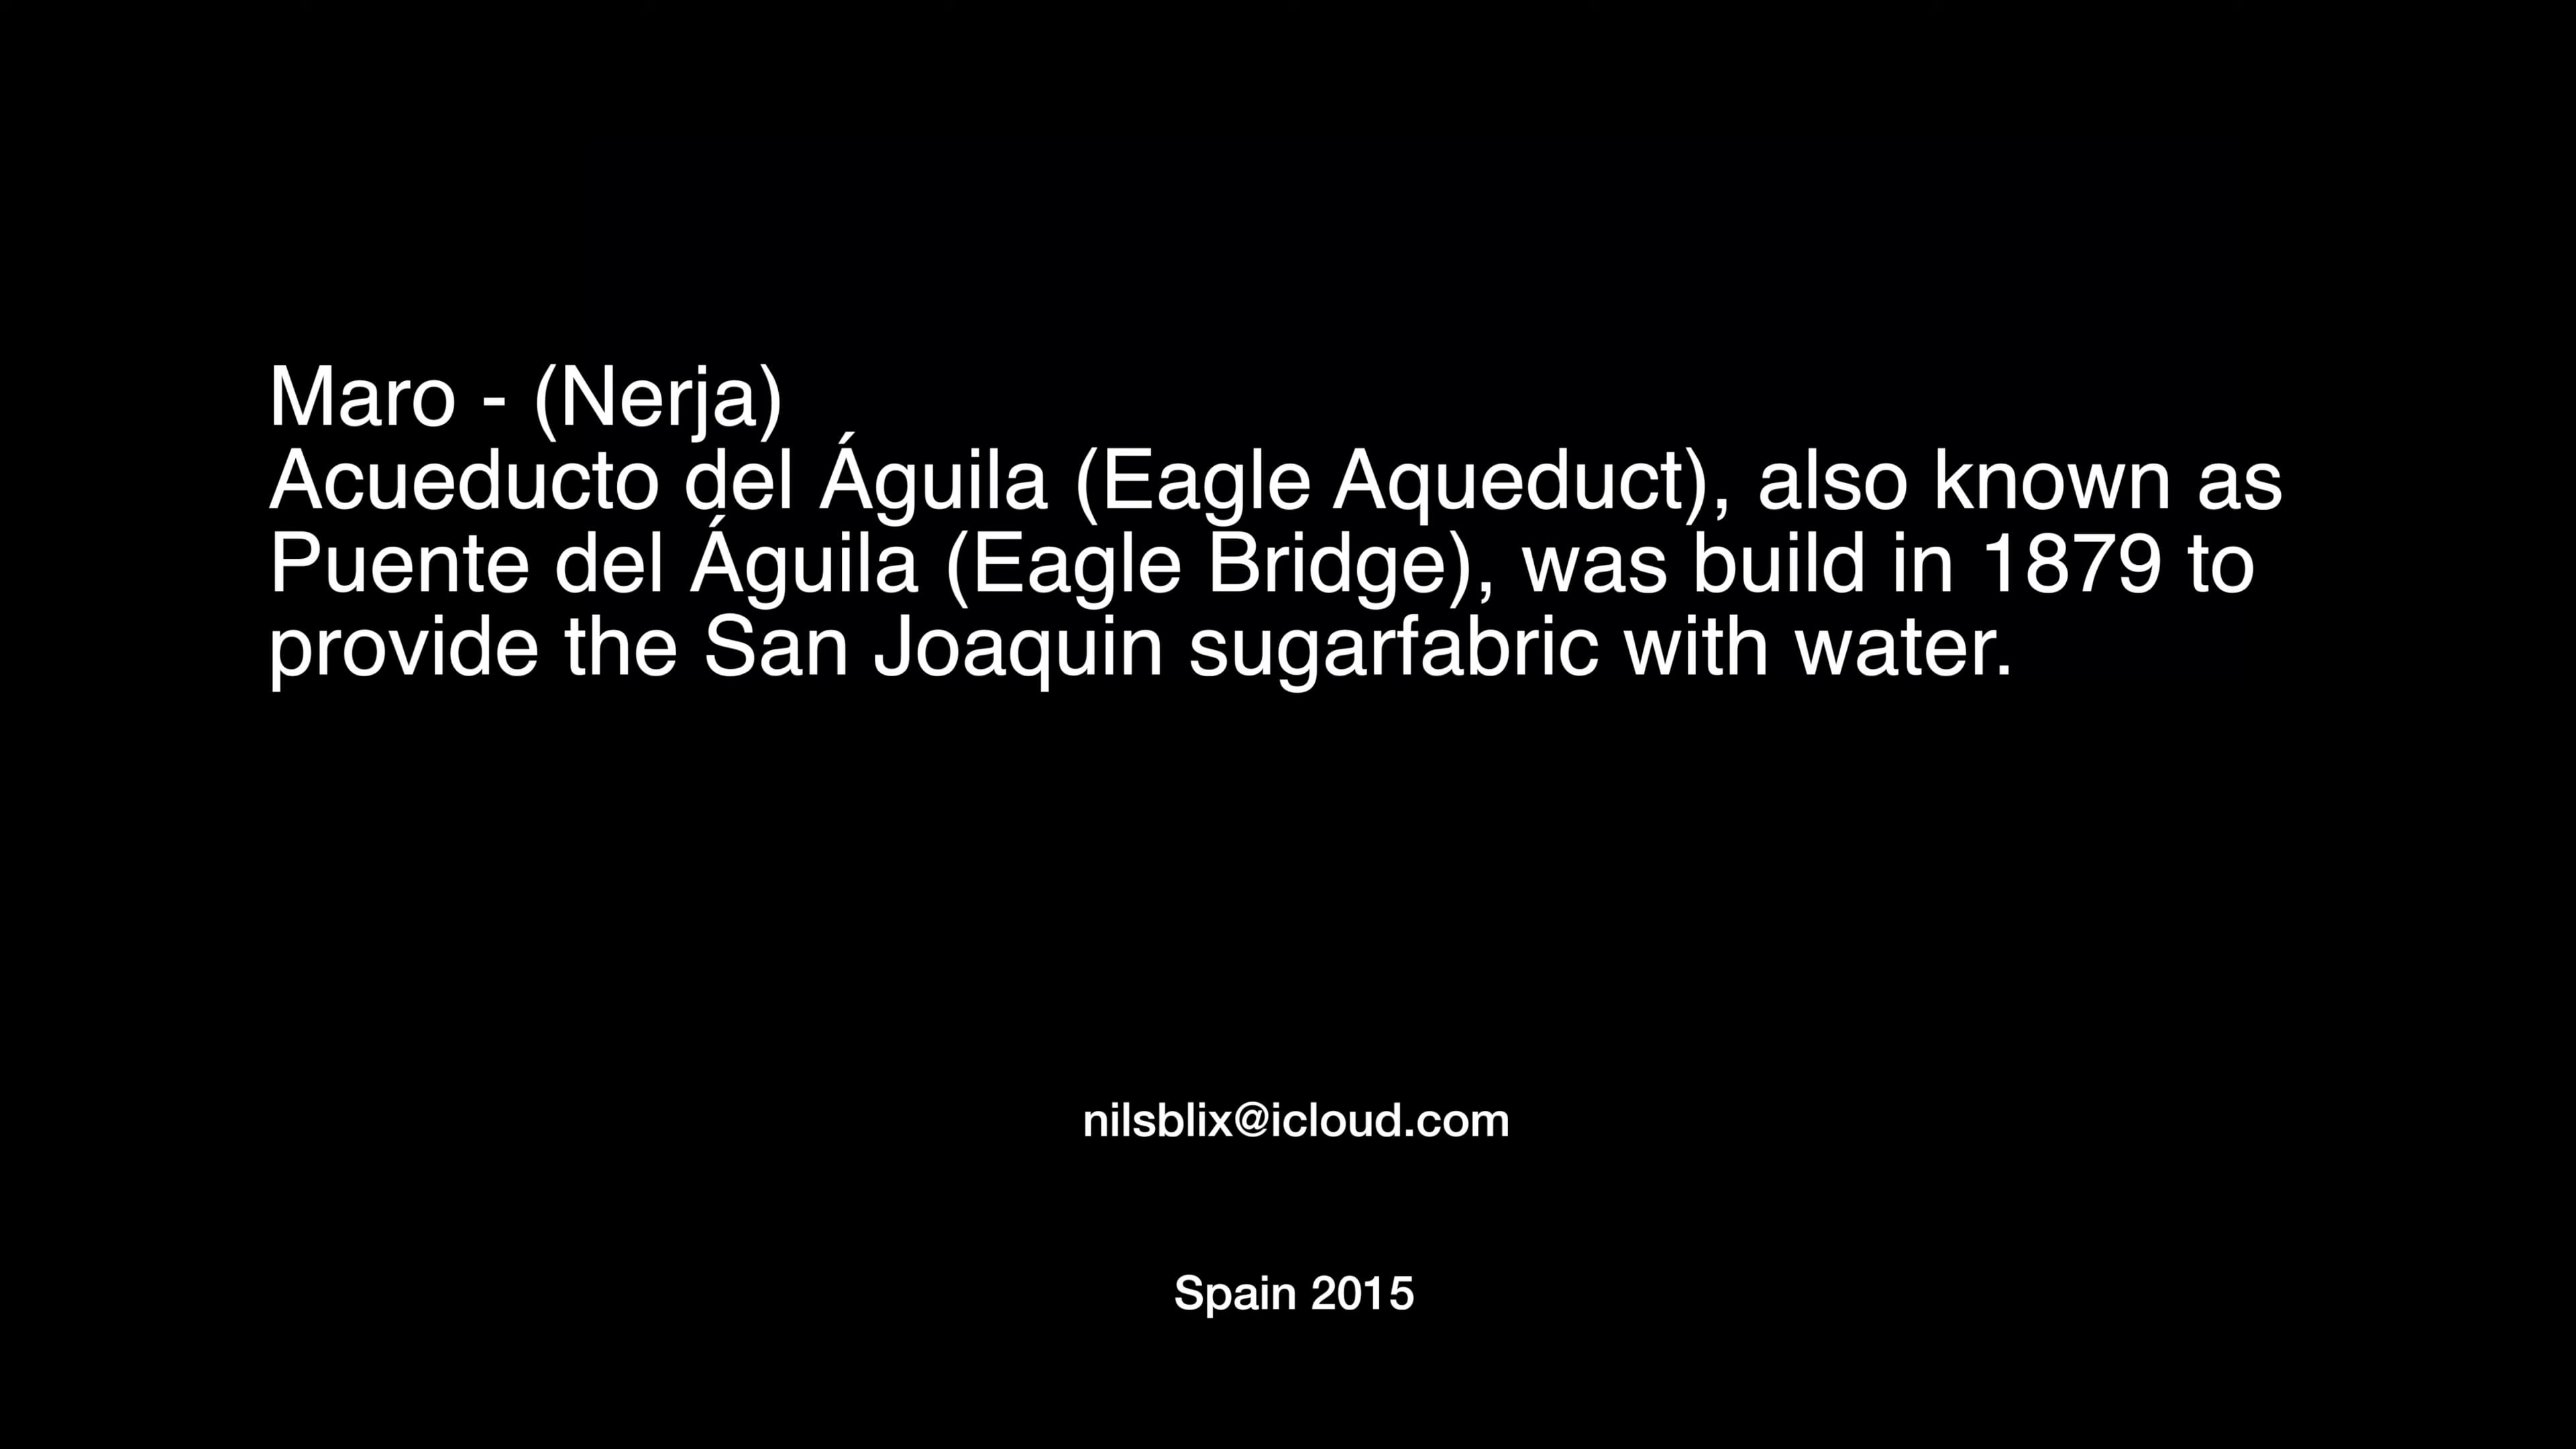 Maro - (Nerja)
Acueducto del Águila (Eagle Aqueduct), also known as
Puente del Águila (Eagle Bridge), was build in 1879 to
provide the San Joaquin sugarfabric with water.
nilsblix@icloud.com
Spain 2015